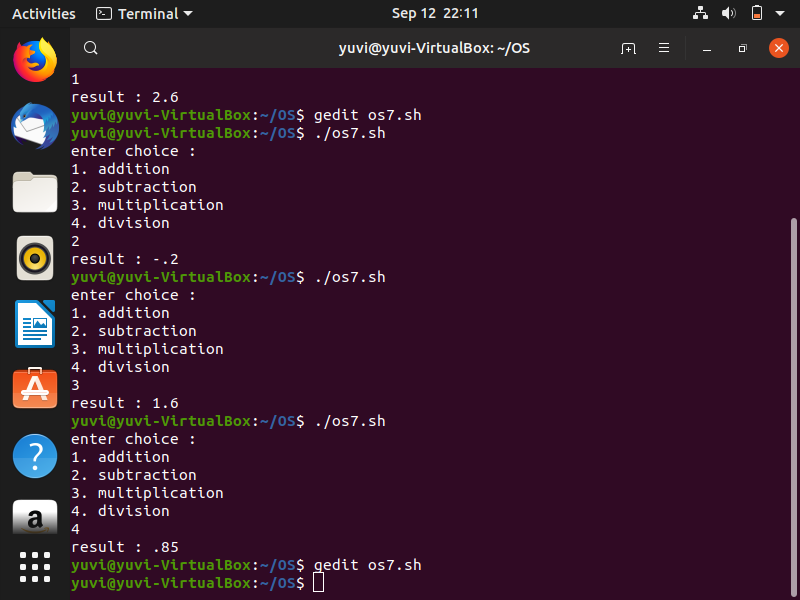 Activities Terminal Sep 12 22:11
yuvi@yuvi-VirtualBox: ~/OS
1
result : 2.6
yuvi@yuvi-VirtualBox:~/OS$ gedit os7.sh
yuvi@yuvi-VirtualBox:~/OS$ ./os7.sh
enter choice :
1. addition
2. subtraction
3. multiplication
4. division
2
result : -.2
yuvi@yuvi-VirtualBox:~/OS$ ./os7.sh
enter choice :
1. addition
2. subtraction
3. multiplication
4. division
3
result : 1.6
yuvi@yuvi-VirtualBox:~/OS$ ./os7.sh
enter choice :
1. addition
2. subtraction
3. multiplication
4. division
4
result : .85
yuvi@yuvi-VirtualBox:~/OS$ gedit os7.sh
yuvi@yuvi-VirtualBox:~/OS$